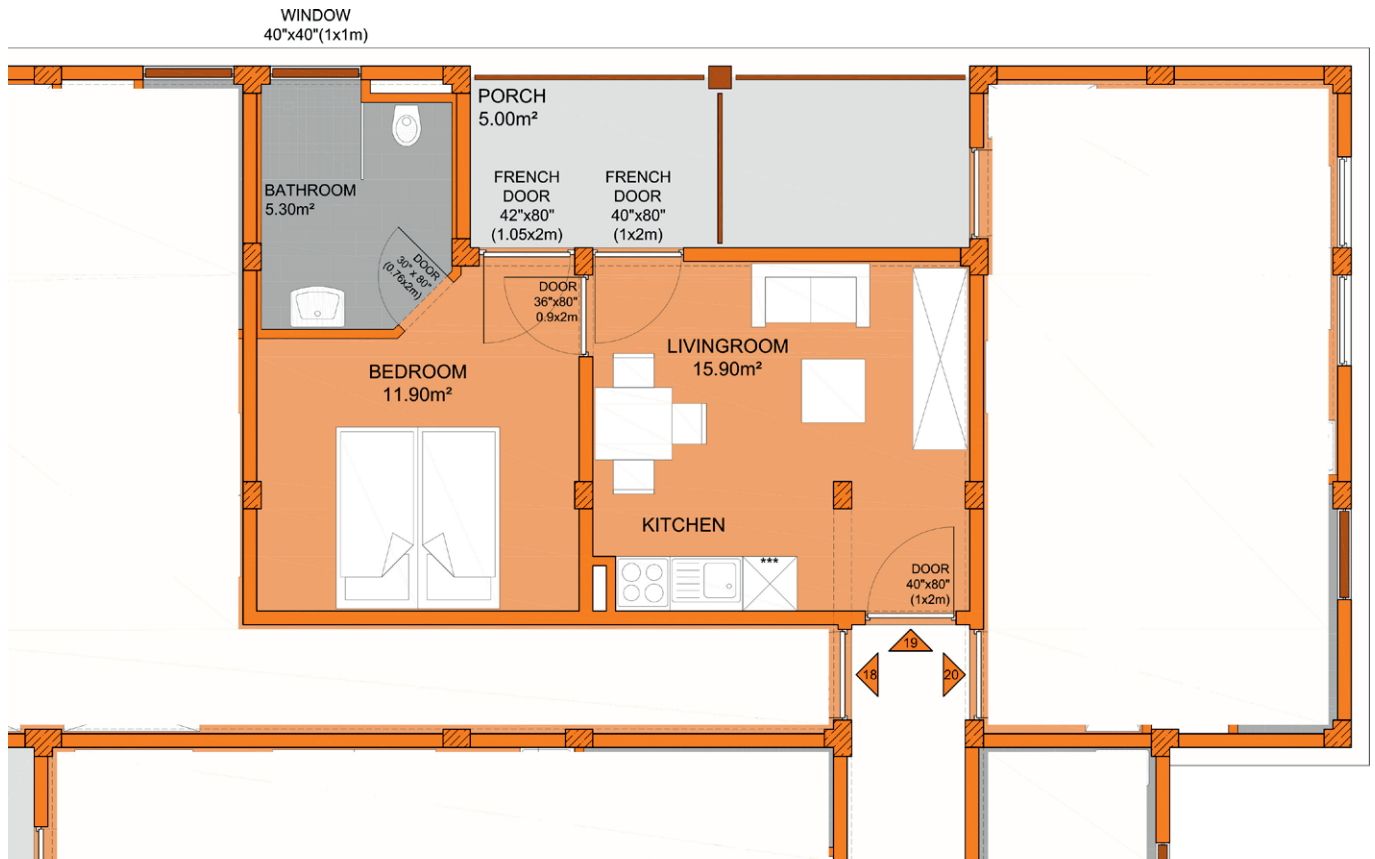 WINDOW
40"x40"(1x1m)
PORCH
5.00m²
FRENCH
DOOR
42"x80"
(1.05x2m)
FRENCH
DOOR
40"x80"
(1x2m)
BATHROOM
5.30m²
DOOR
30" x 80"
(0.76x2m)
DOOR
36"x80"
0.9x2m
BEDROOM
11.90m²
LIVINGROOM
15.90m²
KITCHEN
***
DOOR
40"x80"
(1x2m)
19
18
20